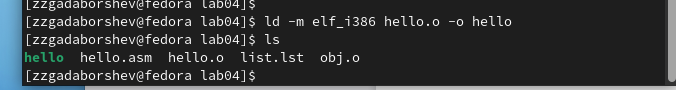 [zzgadaborshev@fedora lab04]$
[zzgadaborshev@fedora lab04]$ ld -m elf_i386 hello.o -o hello
[zzgadaborshev@fedora lab04]$ ls
hello  hello.asm  hello.o  list.lst  obj.o
[zzgadaborshev@fedora lab04]$